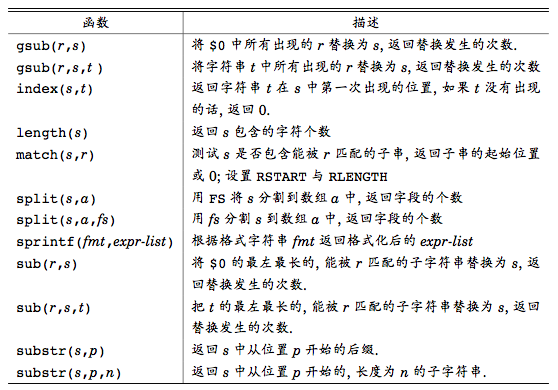 函数 描述
gsub(r,s) 将 $0 中所有出现的 r 替换为 s, 返回替换发生的次数.
gsub(r,s,t ) 将字符串 t 中所有出现的 r 替换为 s, 返回替换发生的次数
index(s,t) 返回字符串 t 在 s 中第一次出现的位置, 如果 t 没有出现
的话, 返回 0.
length(s) 返回 s 包含的字符个数
match(s,r) 测试 s 是否包含能被 r 匹配的子串, 返回子串的起始位置
或 0; 设置 RSTART 与 RLENGTH
split(s,a) 用 FS 将 s 分割到数组 a 中, 返回字段的个数
split(s,a,fs) 用 fs 分割 s 到数组 a 中, 返回字段的个数
sprintf(fmt,expr-list) 根据格式字符串 fmt 返回格式化后的 expr-list
sub(r,s) 将 $0 的最左最长的, 能被 r 匹配的子字符串替换为 s, 返
回替换发生的次数.
sub(r,s,t) 把 t 的最左最长的, 能被 r 匹配的子字符串替换为 s, 返回
替换发生的次数.
substr(s,p) 返回 s 中从位置 p 开始的后缀.
substr(s,p,n) 返回 s 中从位置 p 开始的, 长度为 n 的子字符串.